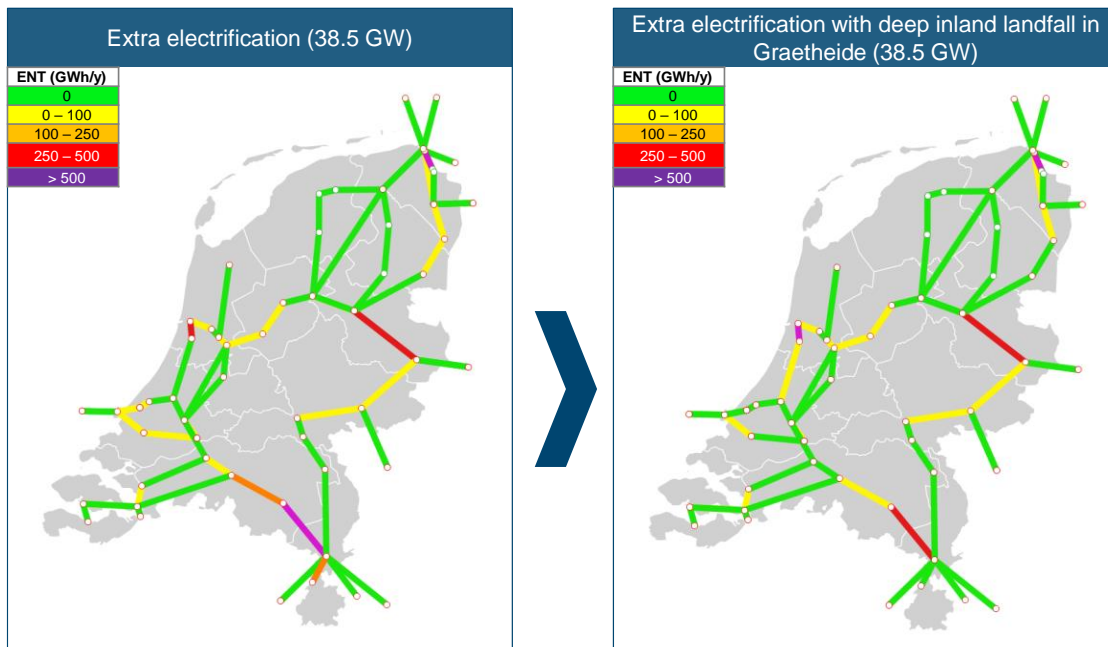 Extra electrification (38.5 GW)
ENT (GWh/y)
0
0 – 100
100 – 250
250 – 500
> 500
Extra electrification with deep inland landfall in
Graetheide (38.5 GW)
ENT (GWh/y)
0
0 – 100
100 – 250
250 – 500
> 500